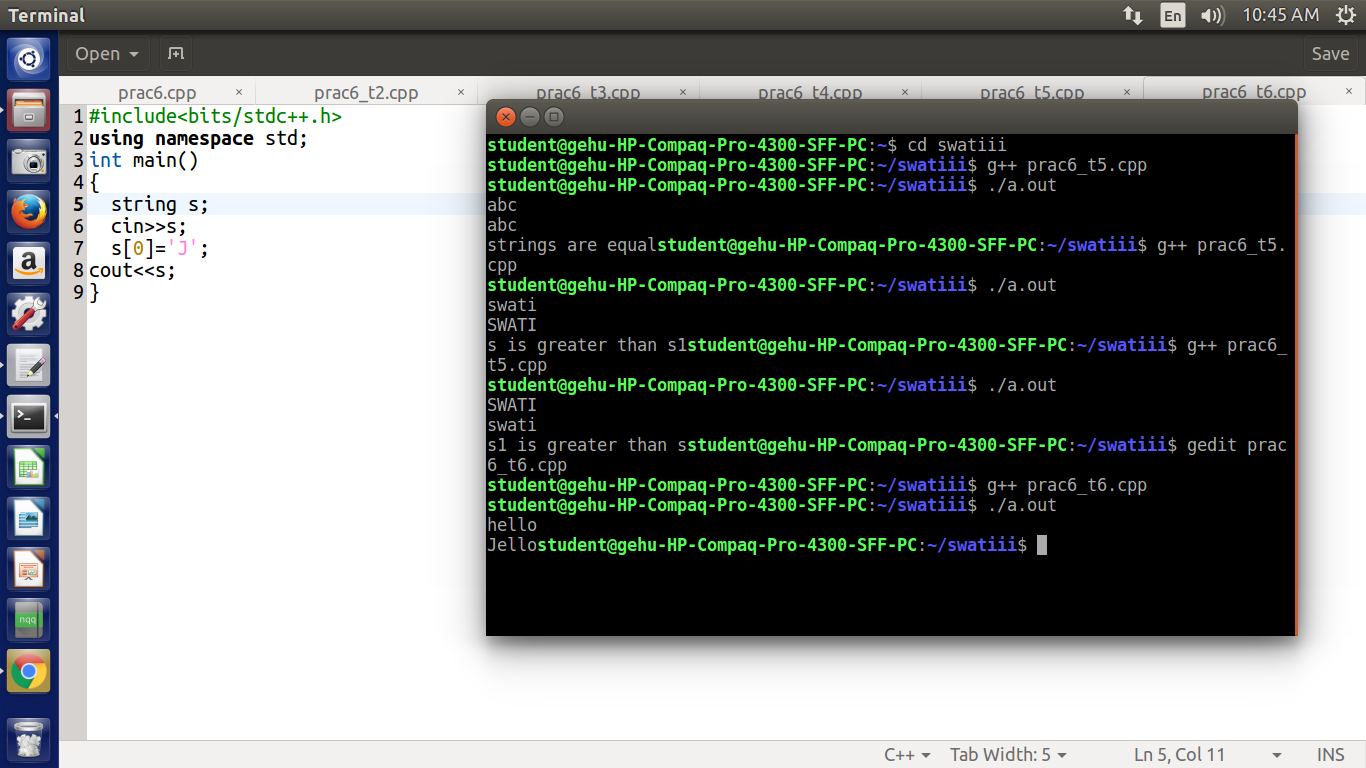 Terminal
En
10:45 AM
Open
Save
prac6.cpp × prac6_t2.cpp × prac6_t3.cpp × prac6_t4.cpp × prac6_t5.cpp × prac6_t6.cpp ×
1 #include<bits/stdc++.h>
2 using namespace std;
3 int main()
4 {
5 string s;
6 cin>>s;
7 s[0]='J';
8 cout<<s;
9 }
student@gehu-HP-Compaq-Pro-4300-SFF-PC:~$ cd swatiii
student@gehu-HP-Compaq-Pro-4300-SFF-PC:~/swatiii$ g++ prac6_t5.cpp
student@gehu-HP-Compaq-Pro-4300-SFF-PC:~/swatiii$ ./a.out
abc
abc
strings are equalstudent@gehu-HP-Compaq-Pro-4300-SFF-PC:~/swatiii$ g++ prac6_t5.
cpp
student@gehu-HP-Compaq-Pro-4300-SFF-PC:~/swatiii$ ./a.out
swati
SWATI
s is greater than s1student@gehu-HP-Compaq-Pro-4300-SFF-PC:~/swatiii$ g++ prac6_
t5.cpp
student@gehu-HP-Compaq-Pro-4300-SFF-PC:~/swatiii$ ./a.out
SWATI
swati
s1 is greater than sstudent@gehu-HP-Compaq-Pro-4300-SFF-PC:~/swatiii$ gedit prac
6_t6.cpp
student@gehu-HP-Compaq-Pro-4300-SFF-PC:~/swatiii$ g++ prac6_t6.cpp
student@gehu-HP-Compaq-Pro-4300-SFF-PC:~/swatiii$ ./a.out
hello
Jellostudent@gehu-HP-Compaq-Pro-4300-SFF-PC:~/swatiii$
a
nqq
C++ Tab Width: 5 Ln 5, Col 11 INS